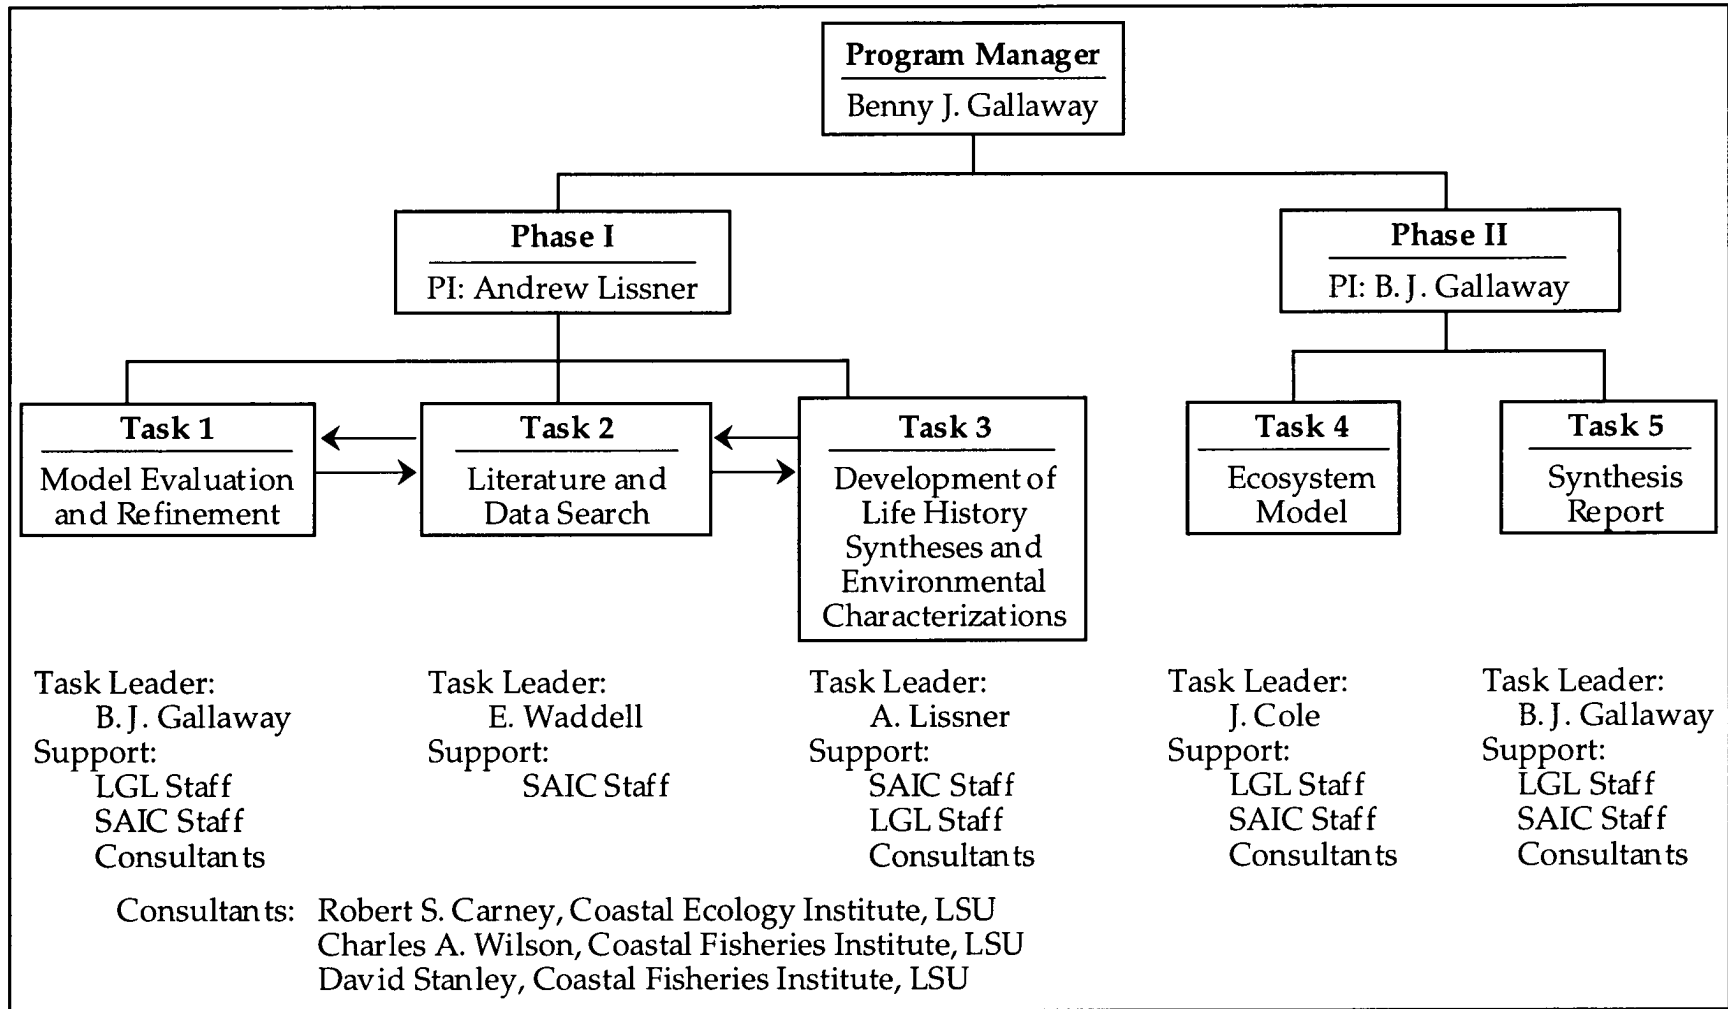 Program Manager
Benny J. Gallaway
Phase I
PI: Andrew Lissner
Phase II
PI: B.J. Gallaway
Task 1
Model Evaluation
and Refinement
Task 2
Literature and
Data Search
Task 3
Development of
Life History
Syntheses and
Environmental
Characterizations
Task 4
Ecosystem
Model
Task 5
Synthesis
Report
Task Leader:
B.J. Gallaway
Support:
LGL Staff
SAIC Staff
Consultants
Task Leader:
E. Waddell
Support:
SAIC Staff
Task Leader:
A. Lissner
Support:
SAIC Staff
LGL Staff
Consultants
Task Leader:
J. Cole
Support:
LGL Staff
SAIC Staff
Consultants
Task Leader:
B.J. Gallaway
Support:
LGL Staff
SAIC Staff
Consultants
Consultants: Robert S. Carney, Coastal Ecology Institute, LSU
Charles A. Wilson, Coastal Fisheries Institute, LSU
David Stanley, Coastal Fisheries Institute, LSU